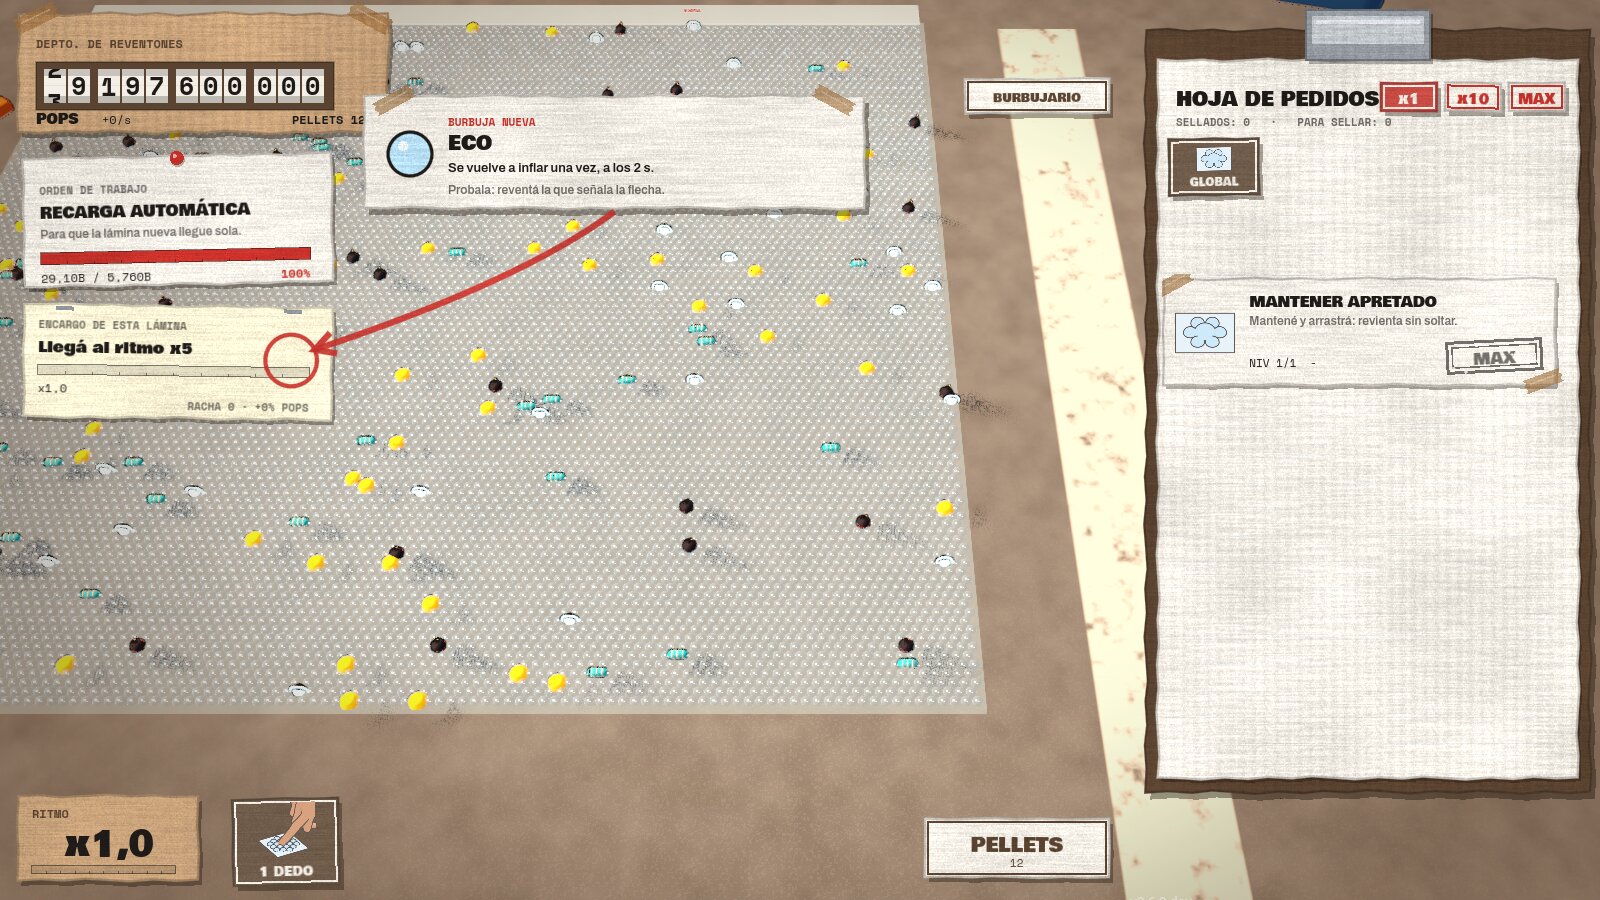 DEPTO. DE REVENTONES
9 197 600 000
POPS +0/s PELLETS 12
BURBUJA NUEVA
ECO
Se vuelve a inflar una vez, a los 2 s.
Probala: reventá la que señala la flecha.
ORDEN DE TRABAJO
RECARGA AUTOMÁTICA
Para que la lámina nueva llegue sola.
29,10B / 5,760B 100%
ENCARGO DE ESTA LÁMINA
Llegá al ritmo x5
x1,0
RACHA 0 · +0% POPS
RITMO
x1,0
1 DEDO
BURBUJARIO
PELLETS
12
HOJA DE PEDIDOS x1 x10 MAX
SELLADOS: 0 · PARA SELLAR: 0
GLOBAL
MANTENER APRETADO
Mantené y arrastrá: revienta sin soltar.
NIV 1/1 -
MAX